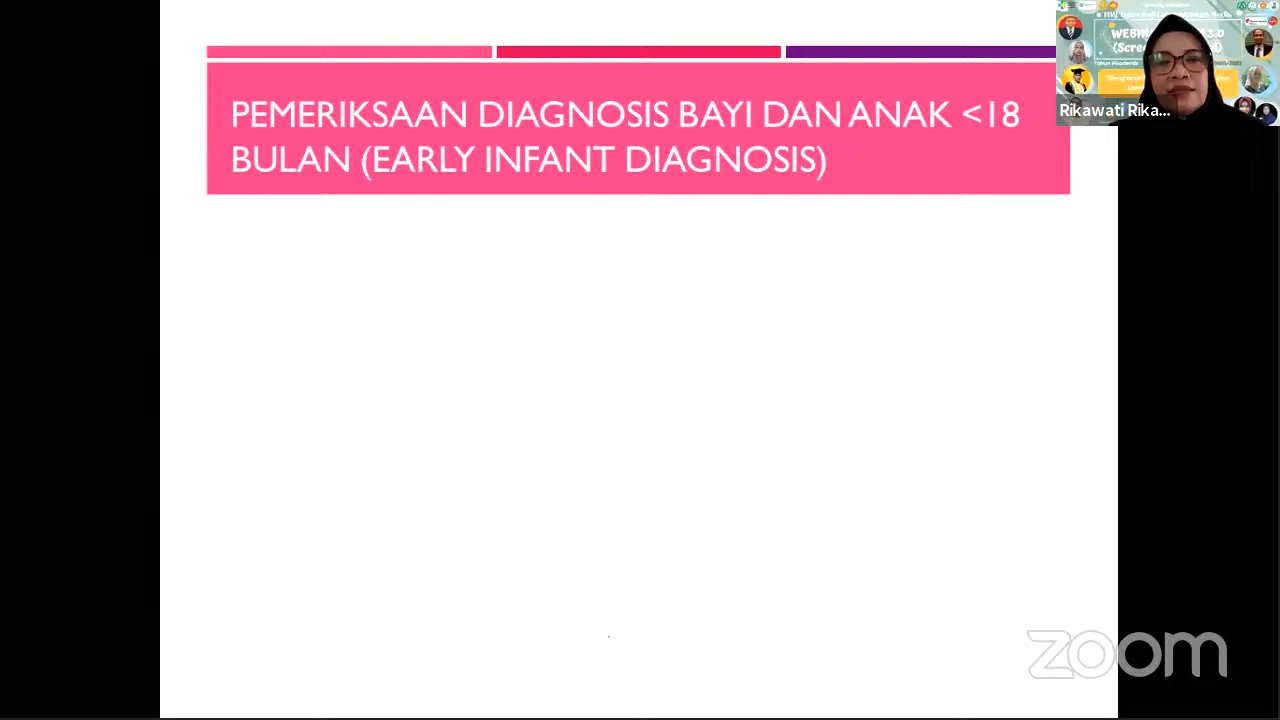 PEMERIKSAAN DIAGNOSIS BAYI DAN ANAK <18
BULAN (EARLY INFANT DIAGNOSIS)
Rikawati Rika...
zoom